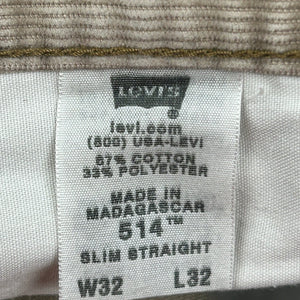 LEVI'S
®
levi.com
(800) USA-LEVI
67% COTTON
33% POLYESTER
MADE IN
MADAGASCAR
514™
SLIM STRAIGHT
W32 L32